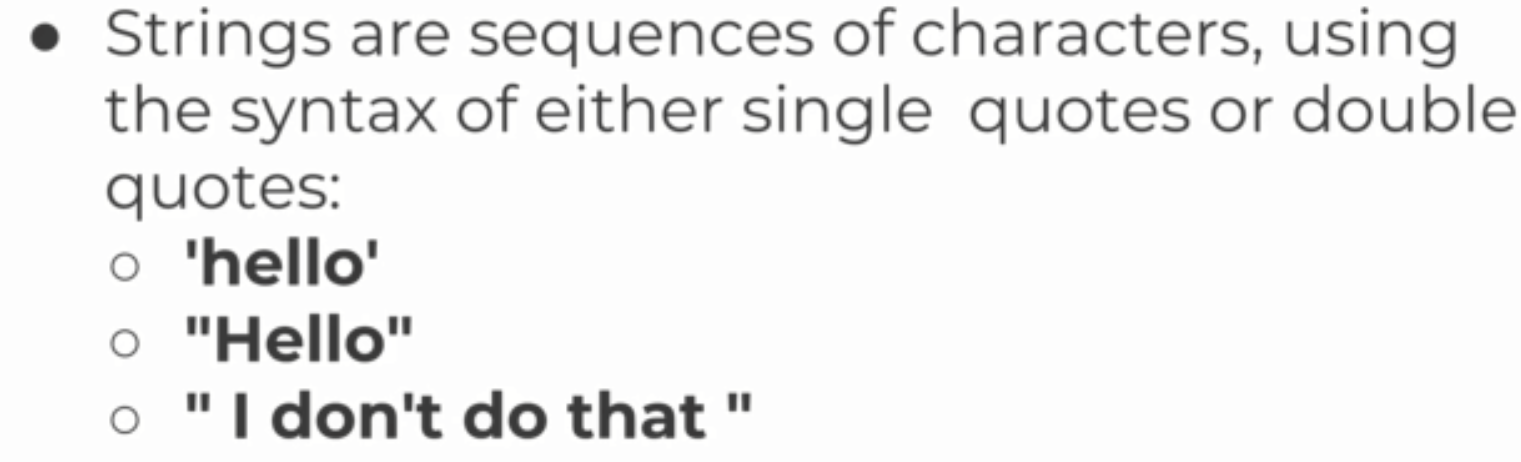 ● Strings are sequences of characters, using
the syntax of either single  quotes or double
quotes:
○ 'hello'
○ "Hello"
○ " I don't do that "